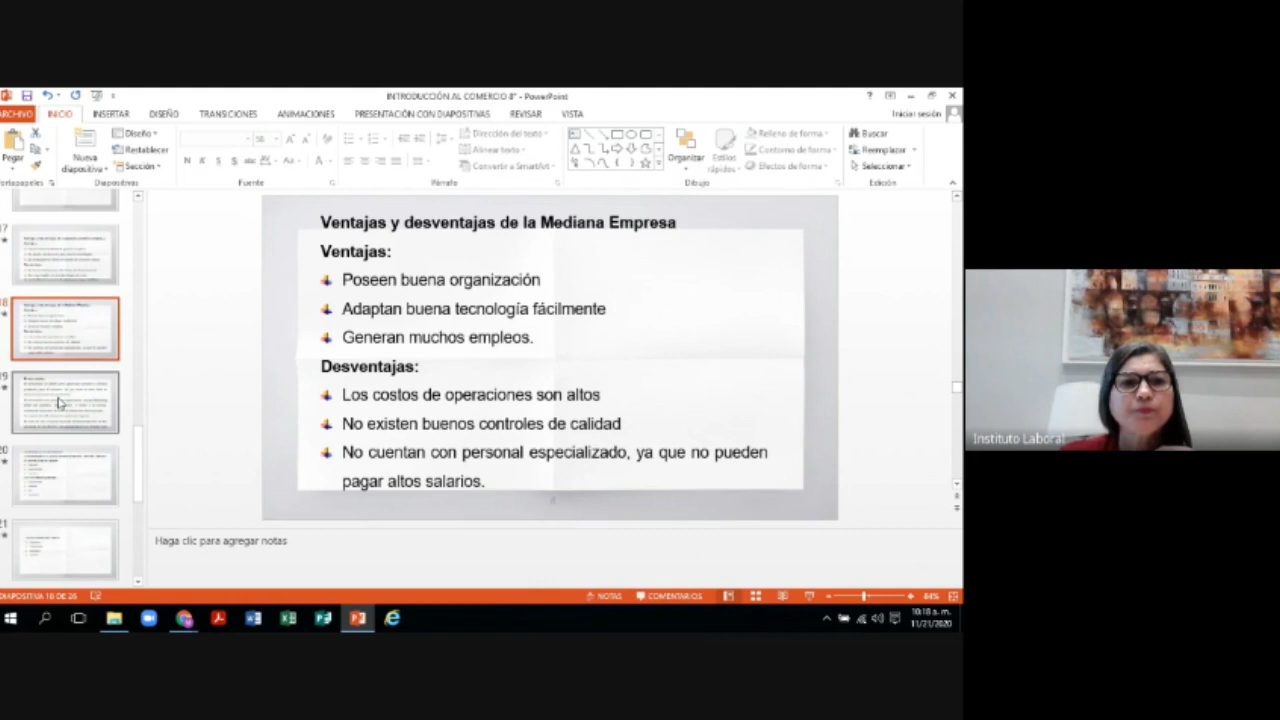 INTRODUCCIÓN AL COMERCIO 8° - PowerPoint
ARCHIVO INICIO INSERTAR DISEÑO TRANSICIONES ANIMACIONES PRESENTACIÓN CON DIAPOSITIVAS REVISAR VISTA Iniciar sesión
Pegar
Nueva diapositiva
Diseño
Restablecer
Sección
Dirección del texto
Alinear texto
Convertir a SmartArt
Organizar
Estilos rápidos
Relleno de forma
Contorno de forma
Efectos de forma
Buscar
Reemplazar
Seleccionar
Portapapeles Diapositivas Fuente Párrafo Dibujo Edición
Ventajas y desventajas de la Mediana Empresa
Ventajas:
Poseen buena organización
Adaptan buena tecnología fácilmente
Generan muchos empleos.
Desventajas:
Los costos de operaciones son altos
No existen buenos controles de calidad
No cuentan con personal especializado, ya que no pueden
pagar altos salarios.
Haga clic para agregar notas
DIAPOSITIVA 18 DE 26 NOTAS COMENTARIOS 84%
10:18 a. m.
11/21/2020
Instituto Laboral